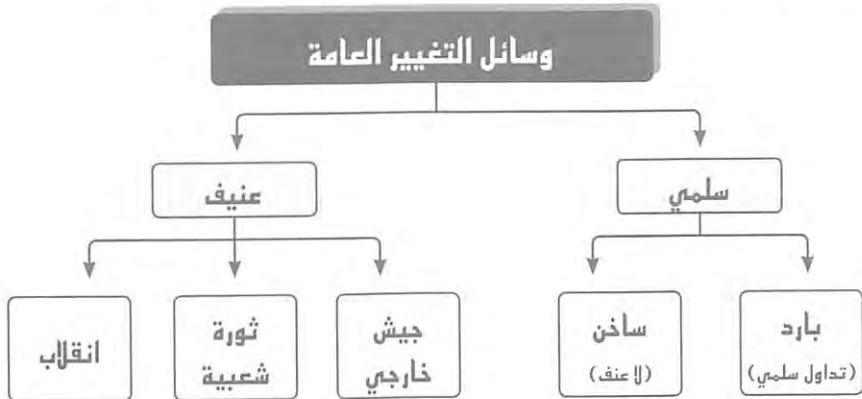 وسائل التغيير العامة
سلمي
عنيف
بارد
(تداول سلمي)
ساخن
(لا عنف)
جيش
خارجي
ثورة
شعبية
انقلاب